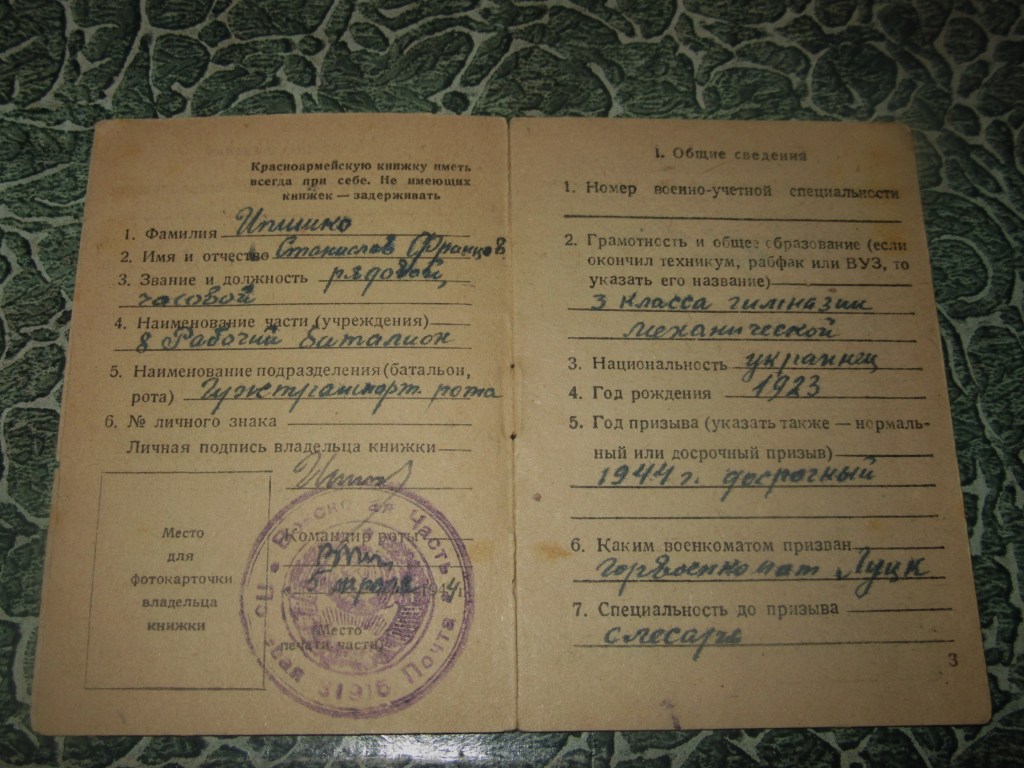 Красноармейскую книжку иметь
всегда при себе. Не имеющих
книжек — задерживать
1. Фамилия
2. Имя и отчество Станислав Францов
3. Звание и должность рядовой,
часовой
4. Наименование части (учреждения)
8 Рабочий баталион
5. Наименование подразделения (батальон,
рота) рота
6. № личного знака
Личная подпись владельца книжки
Место
для
фотокарточки
владельца
книжки
Командир роты
5 194
Место
печати части
Часть Почта
1. Общие сведения
1. Номер военно-учетной специальности
2. Грамотность и общее образование (если
окончил техникум, рабфак или ВУЗ, то
указать его название)
3 класса гимназии
механической
3. Национальность украинец
4. Год рождения 1923
5. Год призыва (указать также — нормаль-
ный или досрочный призыв)
1944 г. досрочный
6. Каким военкоматом призван
Горвоенкомат Луцк
7. Специальность до призыва
слесарь
3